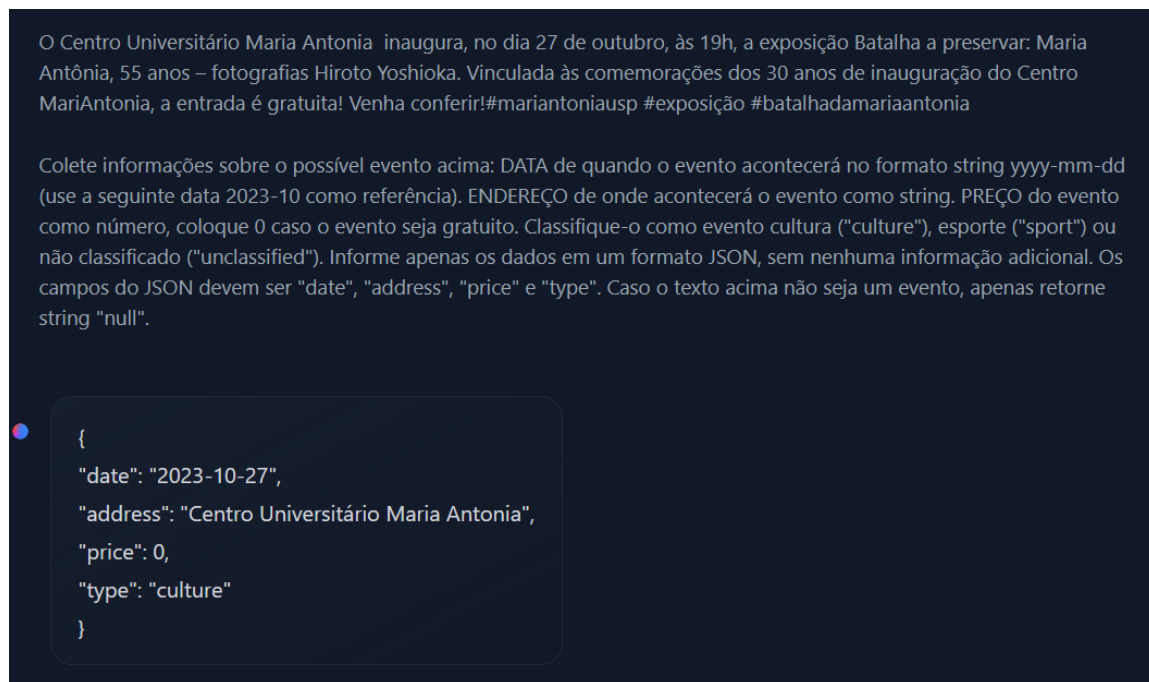 O Centro Universitário Maria Antonia  inaugura, no dia 27 de outubro, às 19h, a exposição Batalha a preservar: Maria
Antônia, 55 anos – fotografias Hiroto Yoshioka. Vinculada às comemorações dos 30 anos de inauguração do Centro
MariAntonia, a entrada é gratuita! Venha conferir!#mariantoniausp #exposição #batalhadamariaantonia
Colete informações sobre o possível evento acima: DATA de quando o evento acontecerá no formato string yyyy-mm-dd
(use a seguinte data 2023-10 como referência). ENDEREÇO de onde acontecerá o evento como string. PREÇO do evento
como número, coloque 0 caso o evento seja gratuito. Classifique-o como evento cultura ("culture"), esporte ("sport") ou
não classificado ("unclassified"). Informe apenas os dados em um formato JSON, sem nenhuma informação adicional. Os
campos do JSON devem ser "date", "address", "price" e "type". Caso o texto acima não seja um evento, apenas retorne
string "null".
{
"date": "2023-10-27",
"address": "Centro Universitário Maria Antonia",
"price": 0,
"type": "culture"
}